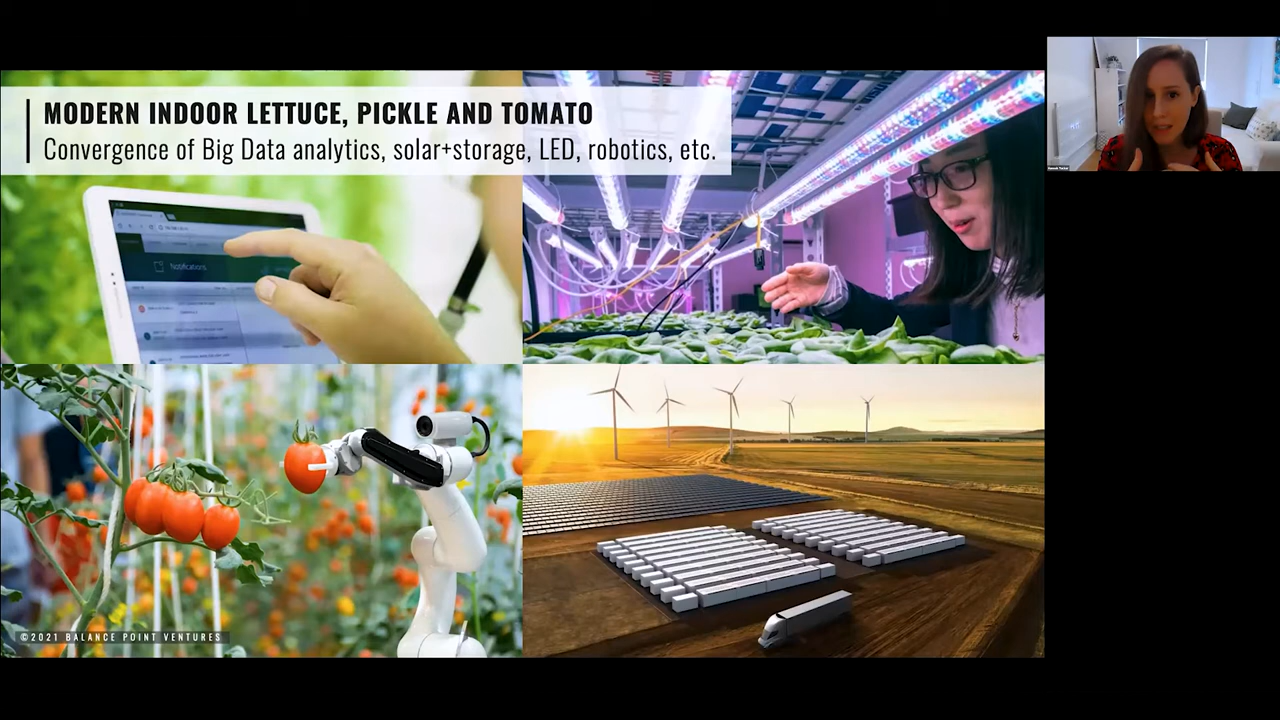 MODERN INDOOR LETTUCE, PICKLE AND TOMATO
Convergence of Big Data analytics, solar+storage, LED, robotics, etc.
Notifications
©2021 BALANCE POINT VENTURES